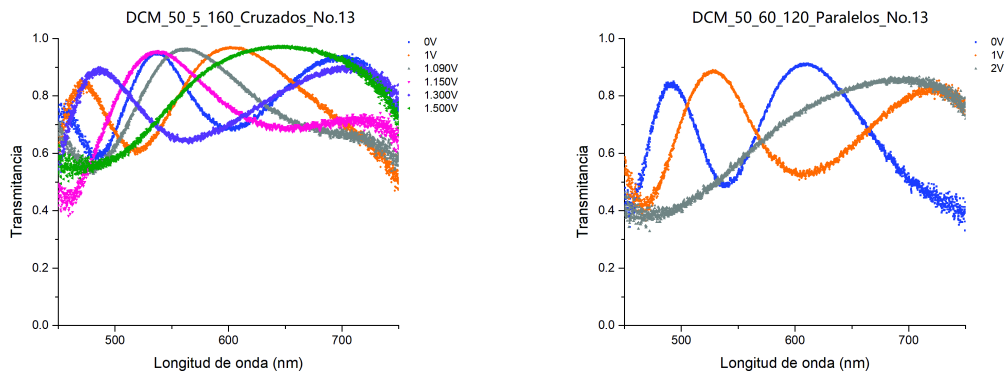 DCM_50_5_160_Cruzados_No.13
1.0
0.8
0.6
0.4
0.2
0.0
Transmitancia
500
600
700
Longitud de onda (nm)
0V
1V
1.090V
1.150V
1.300V
1.500V
DCM_50_60_120_Paralelos_No.13
1.0
0.8
0.6
0.4
0.2
0.0
Transmitancia
500
600
700
Longitud de onda (nm)
0V
1V
2V